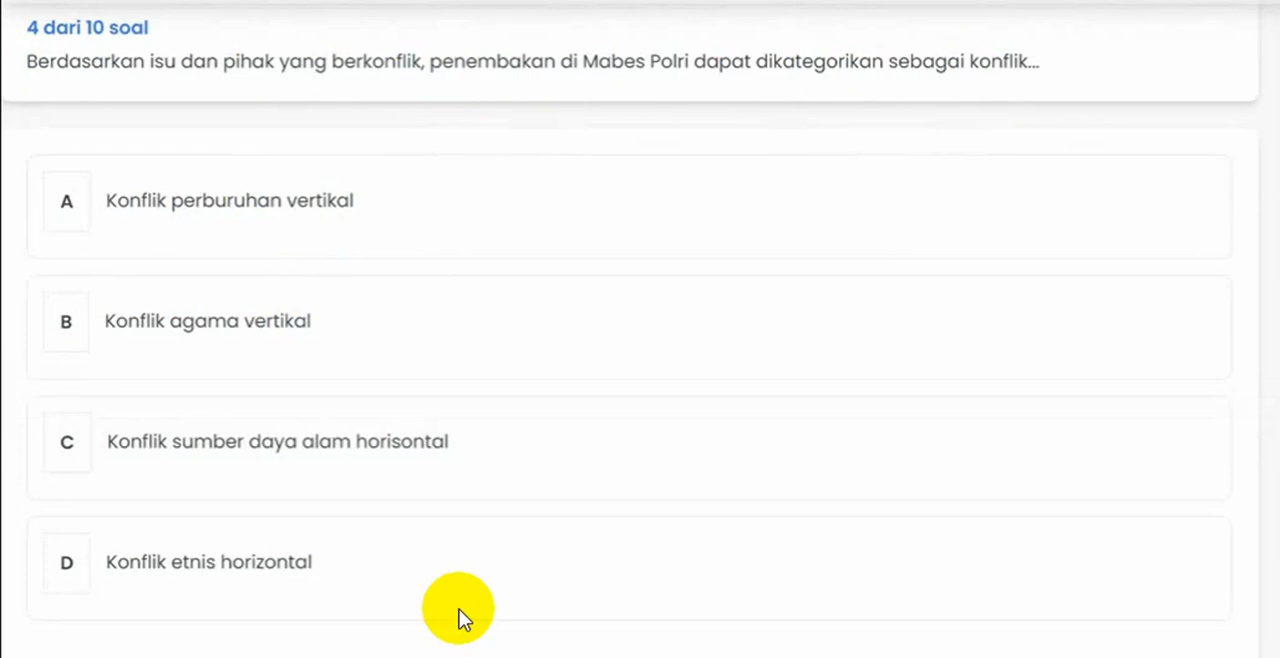 4 dari 10 soal
Berdasarkan isu dan pihak yang berkonflik, penembakan di Mabes Polri dapat dikategorikan sebagai konflik...
A Konflik perburuhan vertikal
B Konflik agama vertikal
C Konflik sumber daya alam horisontal
D Konflik etnis horizontal